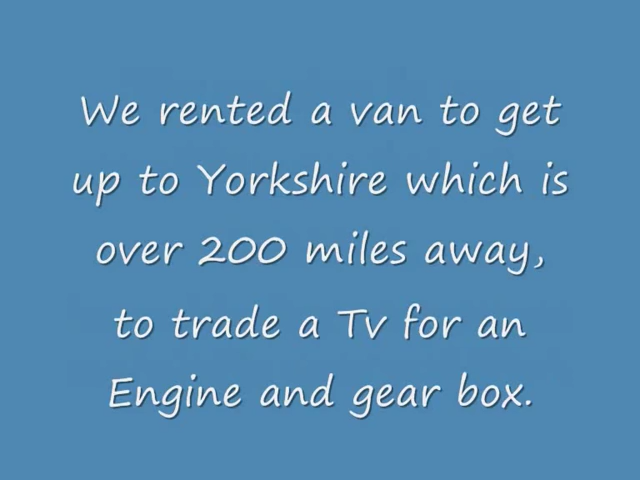 We rented a van to get
up to Yorkshire which is
over 200 miles away,
to trade a Tv for an
Engine and gear box.